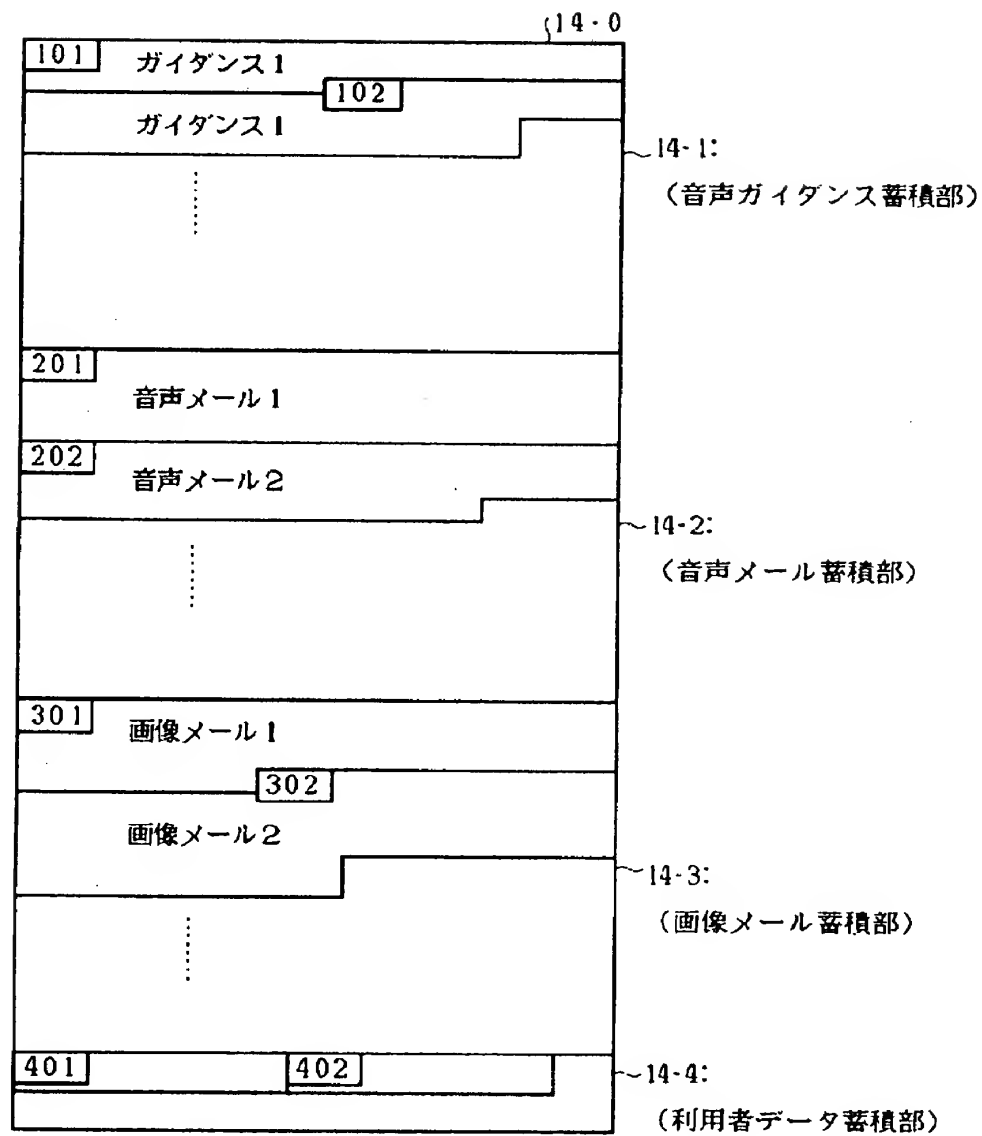 14-0
101
ガイダンス1
102
ガイダンス1
14-1:
(音声ガイダンス蓄積部)
201
音声メール1
202
音声メール2
14-2:
(音声メール蓄積部)
301
画像メール1
302
画像メール2
14-3:
(画像メール蓄積部)
401
402
14-4:
(利用者データ蓄積部)